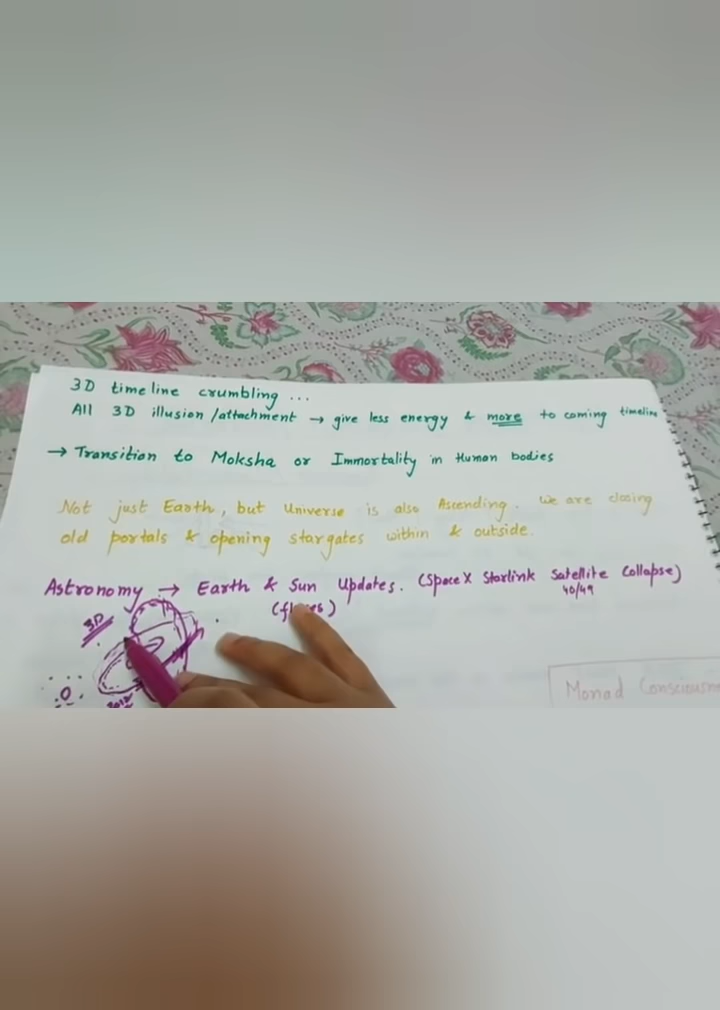 3D timeline crumbling ...
All 3D illusion/attachment → give less energy & more to coming timeline
→ Transition to Moksha or Immortality in Human bodies
Not just Earth, but Universe is also Ascending. We are closing
old portals & opening stargates within & outside.
Astronomy → Earth & Sun Updates. (SpaceX Starlink Satellite Collapse)
40/49
3D
2012
Monad